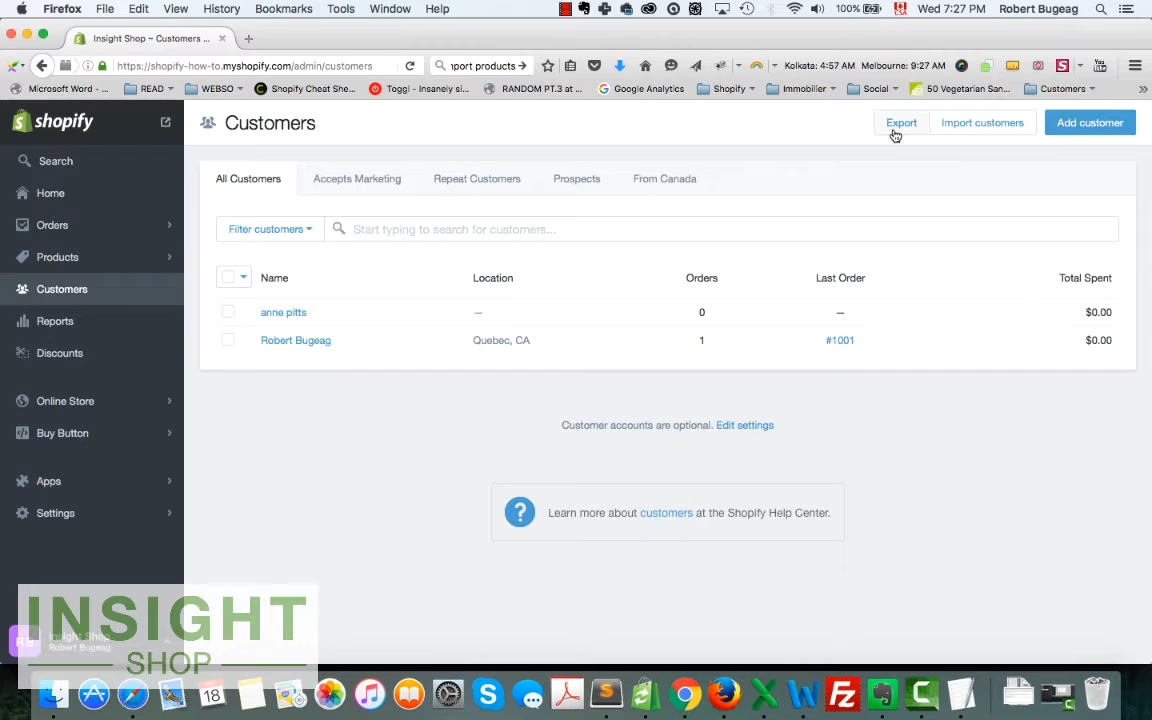 Firefox File Edit View History Bookmarks Tools Window Help 100% Wed 7:27 PM Robert Bugeag
Insight Shop ~ Customers ...
https://shopify-how-to.myshopify.com/admin/customers port products Kolkata: 4:57 AM Melbourne: 9:27 AM
Microsoft Word - ... READ WEBSO Shopify Cheat She... Toggl - Insanely si... RANDOM PT.3 at ... Google Analytics Shopify Immobilier Social 50 Vegetarian San... Customers
shopify
Customers
Export Import customers Add customer
Search
Home
Orders
Products
Customers
Reports
Discounts
Online Store
Buy Button
Apps
Settings
All Customers Accepts Marketing Repeat Customers Prospects From Canada
Filter customers Start typing to search for customers...
Name Location Orders Last Order Total Spent
anne pitts — 0 — $0.00
Robert Bugeag Quebec, CA 1 #1001 $0.00
Customer accounts are optional. Edit settings
? Learn more about customers at the Shopify Help Center.
INSIGHT
SHOP
RB Insight Shop
Robert Bugeag
18